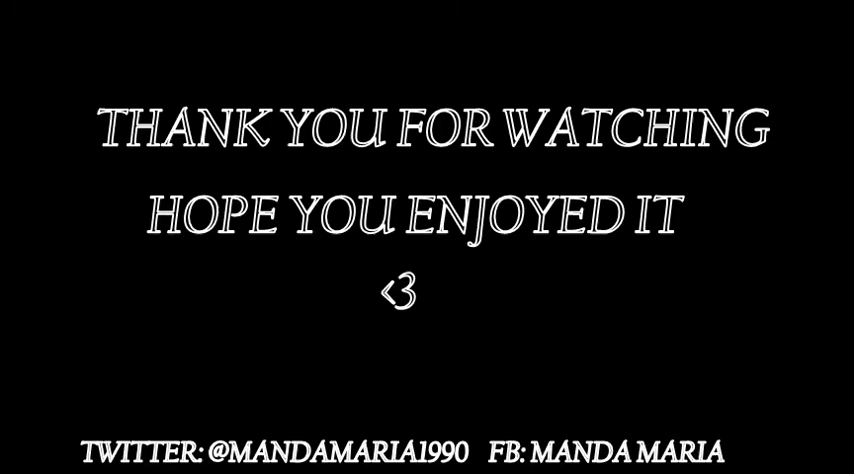 THANK YOU FOR WATCHING
HOPE YOU ENJOYED IT
<3
TWITTER: @MANDAMARIA1990 FB: MANDA MARIA